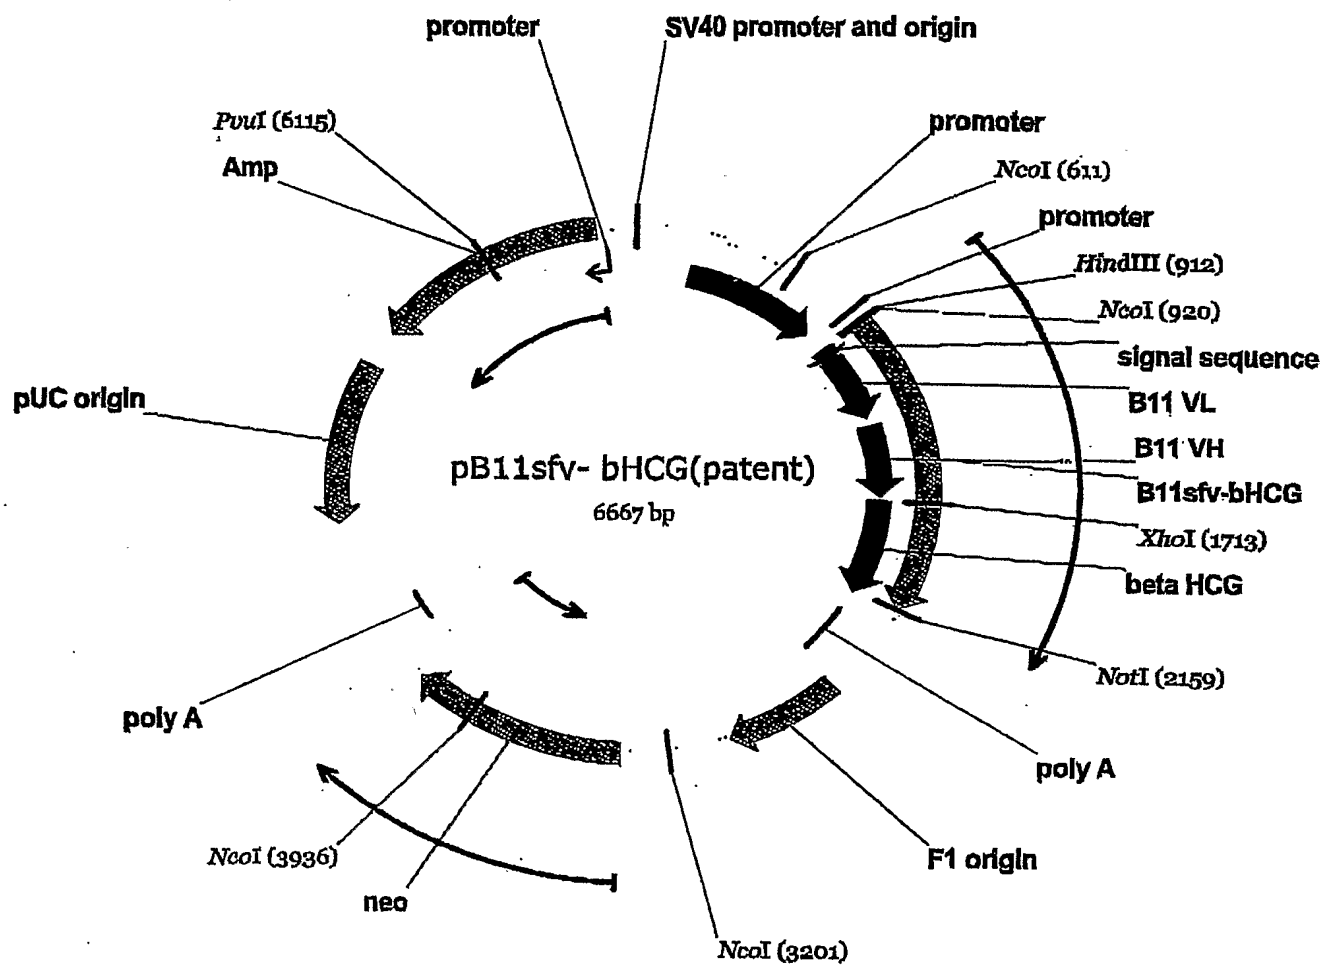 promoter
SV40 promoter and origin
PvuI (6115)
Amp
promoter
NcoI (611)
promoter
HindIII (912)
NcoI (920)
signal sequence
B11 VL
B11 VH
B11sfv-bHCG
XhoI (1713)
beta HCG
NotI (2159)
pUC origin
pB11sfv- bHCG(patent)
6667 bp
poly A
poly A
F1 origin
NcoI (3936)
neo
NcoI (3201)